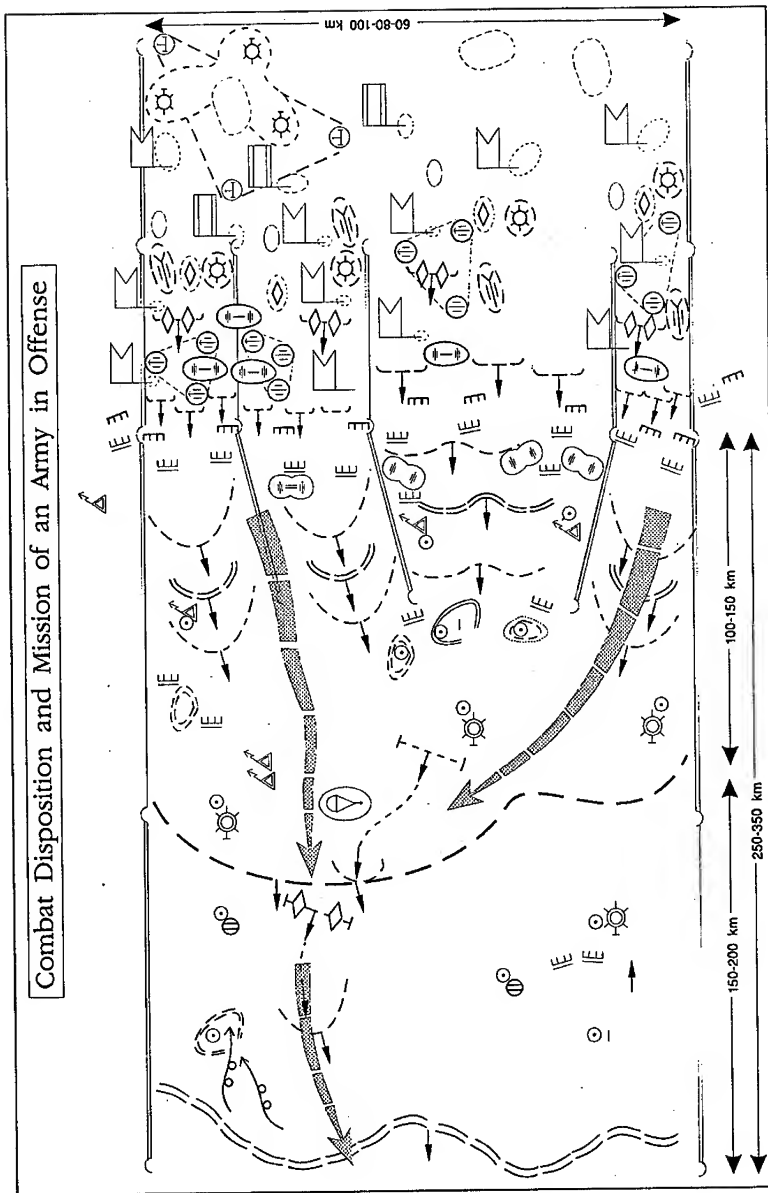 Combat Disposition and Mission of an Army in Offense
60-80-100 km
100-150 km
150-200 km
250-350 km